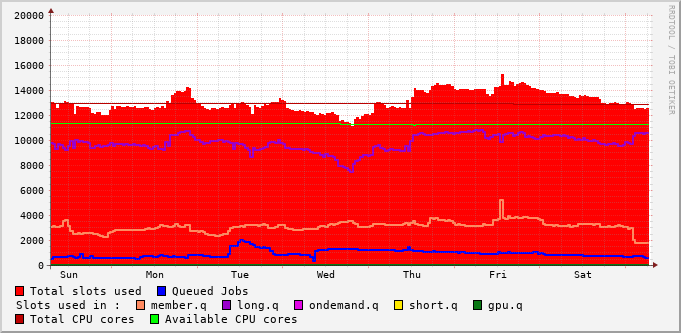 20000
18000
16000
14000
12000
10000
8000
6000
4000
2000
0
Sun Mon Tue Wed Thu Fri Sat
RRDTOOL / TOBI OETIKER
Total slots used Queued Jobs
Slots used in : member.q long.q ondemand.q short.q gpu.q
Total CPU cores Available CPU cores